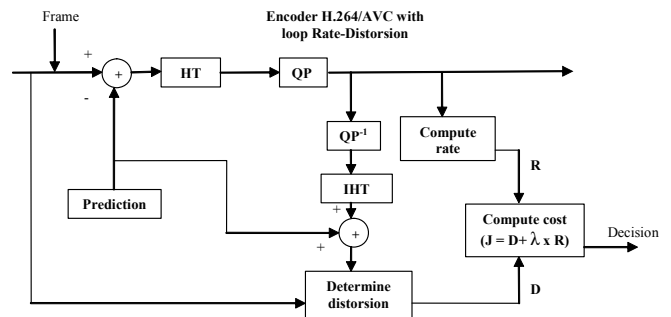 Encoder H.264/AVC with
loop Rate-Distorsion
Frame
+
+
-
HT
QP
QP-1
Compute
rate
IHT
R
Prediction
+
+
+
Compute cost
(J = D+ λ x R)
Decision
Determine
distorsion
D